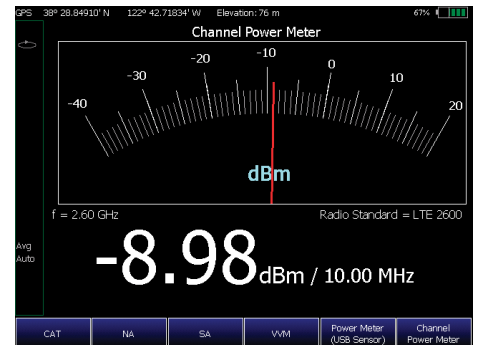 GPS 38° 28.84910' N 122° 42.71834' W Elevation: 76 m 67%
Channel Power Meter
-40 -30 -20 -10 0 10 20
dBm
f = 2.60 GHz Radio Standard = LTE 2600
Avg
Auto
-8.98 dBm / 10.00 MHz
CAT NA SA VVM Power Meter (USB Sensor) Channel Power Meter